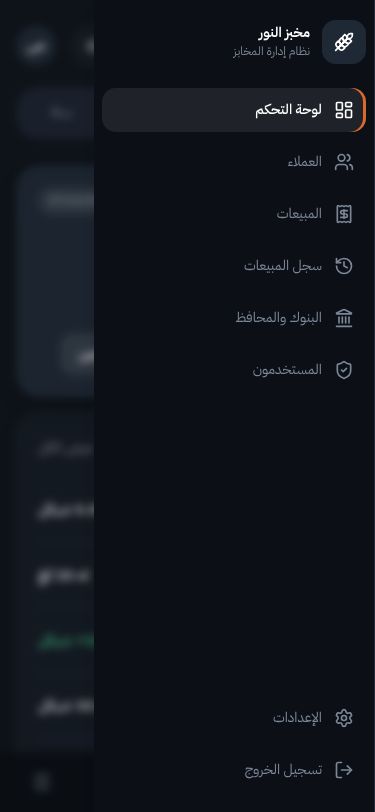 مخبز النور
نظام إدارة المخابز
لوحة التحكم
العملاء
المبيعات
سجل المبيعات
البنوك والمحافظ
المستخدمون
الإعدادات
تسجيل الخروج